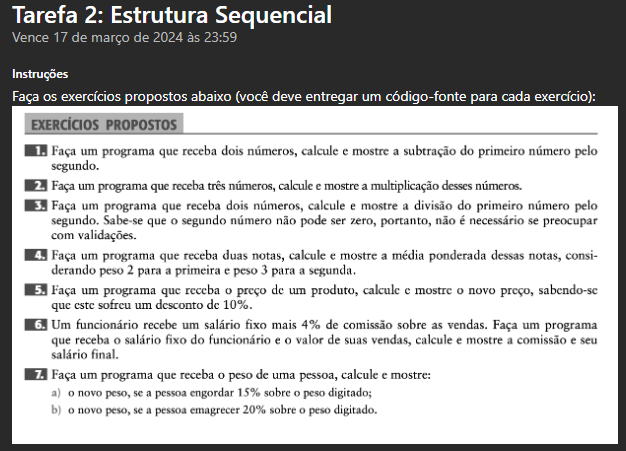 Tarefa 2: Estrutura Sequencial
Vence 17 de março de 2024 às 23:59
Instruções
Faça os exercícios propostos abaixo (você deve entregar um código-fonte para cada exercício):
EXERCÍCIOS PROPOSTOS
1. Faça um programa que receba dois números, calcule e mostre a subtração do primeiro número pelo
segundo.
2. Faça um programa que receba três números, calcule e mostre a multiplicação desses números.
3. Faça um programa que receba dois números, calcule e mostre a divisão do primeiro número pelo
segundo. Sabe-se que o segundo número não pode ser zero, portanto, não é necessário se preocupar
com validações.
4. Faça um programa que receba duas notas, calcule e mostre a média ponderada dessas notas, consi-
derando peso 2 para a primeira e peso 3 para a segunda.
5. Faça um programa que receba o preço de um produto, calcule e mostre o novo preço, sabendo-se
que este sofreu um desconto de 10%.
6. Um funcionário recebe um salário fixo mais 4% de comissão sobre as vendas. Faça um programa
que receba o salário fixo do funcionário e o valor de suas vendas, calcule e mostre a comissão e seu
salário final.
7. Faça um programa que receba o peso de uma pessoa, calcule e mostre:
a) o novo peso, se a pessoa engordar 15% sobre o peso digitado;
b) o novo peso, se a pessoa emagrecer 20% sobre o peso digitado.